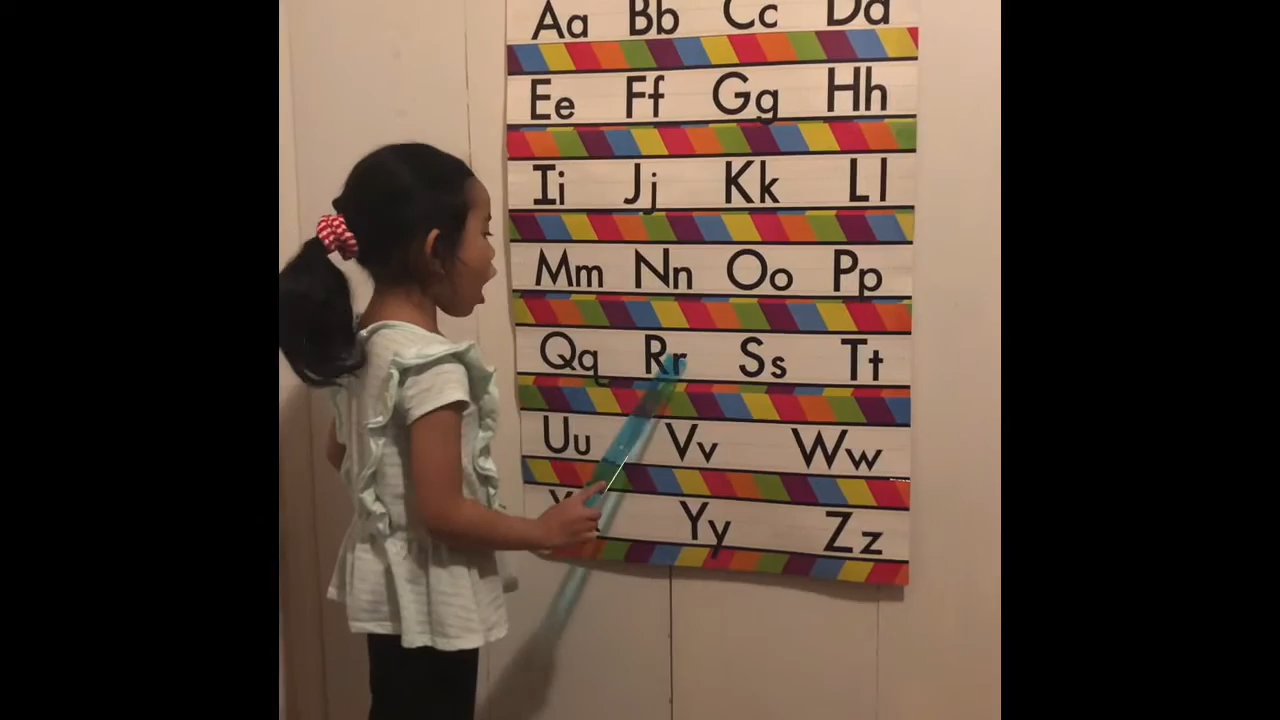 Aa Bb Cc Dd
Ee Ff Gg Hh
Ii Jj Kk Ll
Mm Nn Oo Pp
Qq Rr Ss Tt
Uu Vv Ww
Yy Zz